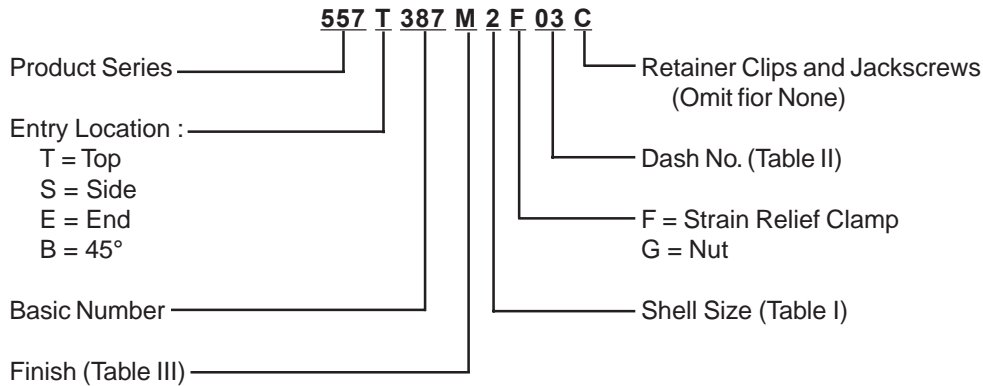 557 T 387 M 2 F 03 C
Product Series
Entry Location :
T = Top
S = Side
E = End
B = 45°
Basic Number
Finish (Table III)
Retainer Clips and Jackscrews
(Omit fior None)
Dash No. (Table II)
F = Strain Relief Clamp
G = Nut
Shell Size (Table I)